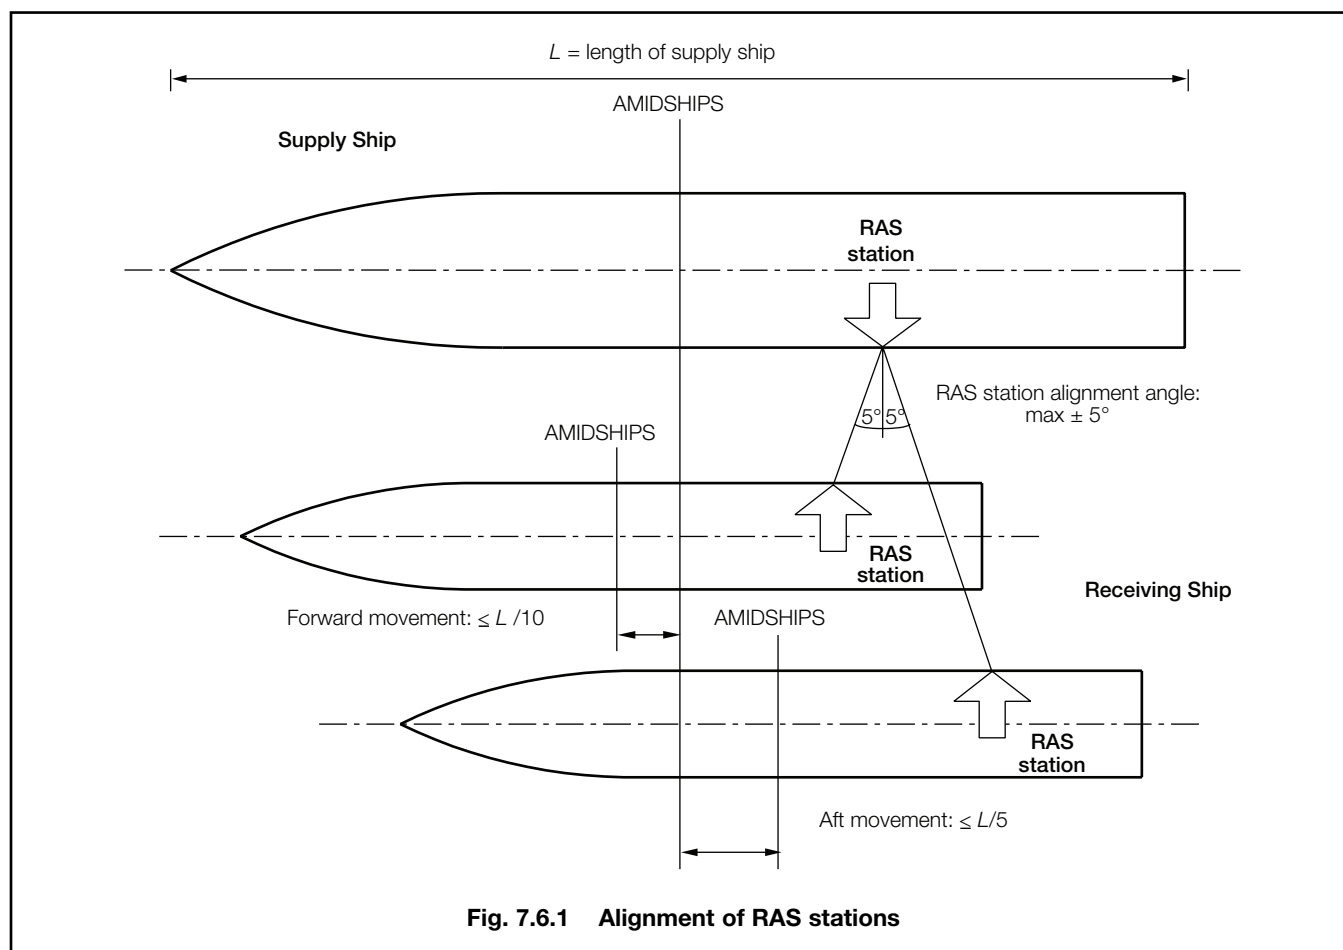 L = length of supply ship
AMIDSHIPS
Supply Ship
RAS
station
RAS station alignment angle:
max ± 5°
5° 5°
AMIDSHIPS
RAS
station
Receiving Ship
Forward movement: ≤ L /10
AMIDSHIPS
RAS
station
Aft movement: ≤ L/5
Fig. 7.6.1 Alignment of RAS stations